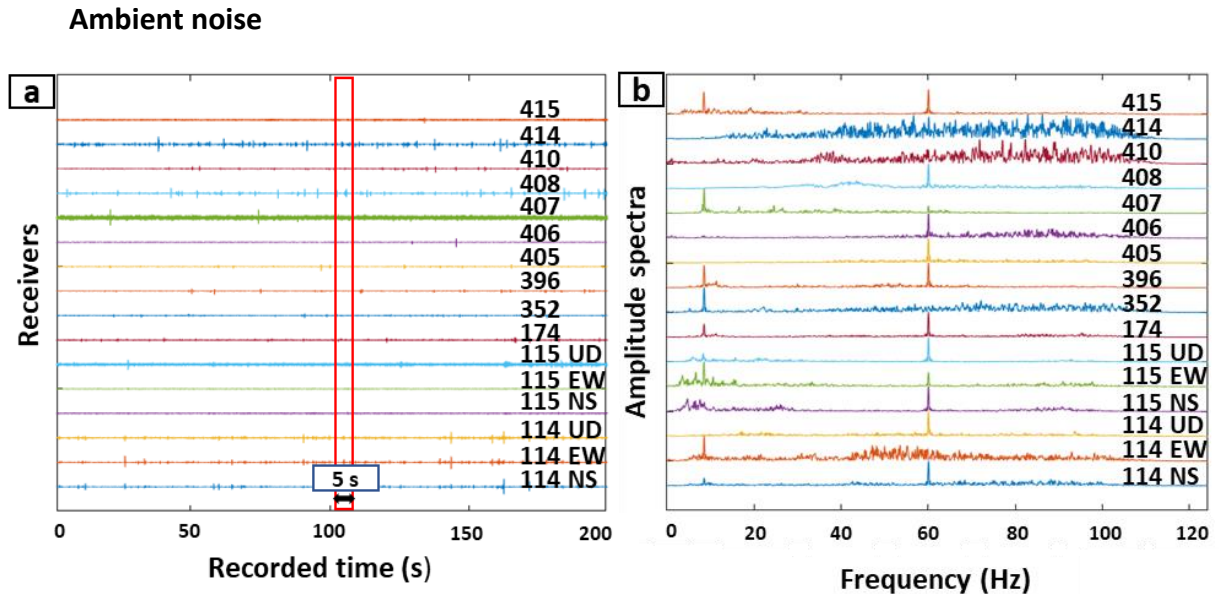 Ambient noise
a
415
414
410
408
407
406
405
396
352
174
115 UD
115 EW
115 NS
114 UD
114 EW
114 NS
5 s
Receivers
0 50 100 150 200
Recorded time (s)
b
415
414
410
408
407
406
405
396
352
174
115 UD
115 EW
115 NS
114 UD
114 EW
114 NS
Amplitude spectra
0 20 40 60 80 100 120
Frequency (Hz)